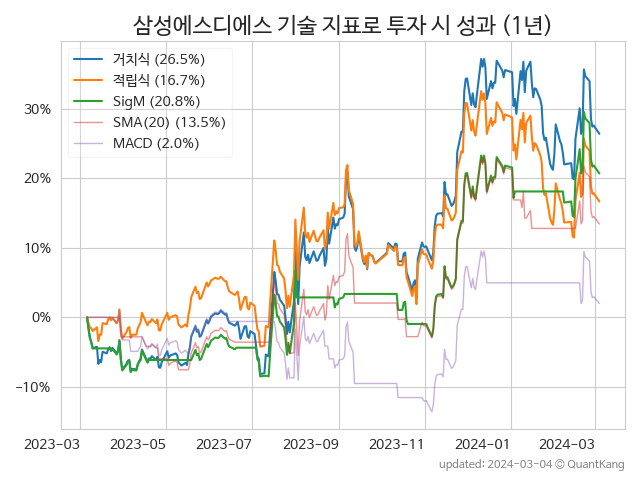 삼성에스디에스 기술 지표로 투자 시 성과 (1년)
거치식 (26.5%)
적립식 (16.7%)
SigM (20.8%)
SMA(20) (13.5%)
MACD (2.0%)
30%
20%
10%
0%
−10%
2023-03 2023-05 2023-07 2023-09 2023-11 2024-01 2024-03
updated: 2024-03-04 © QuantKang